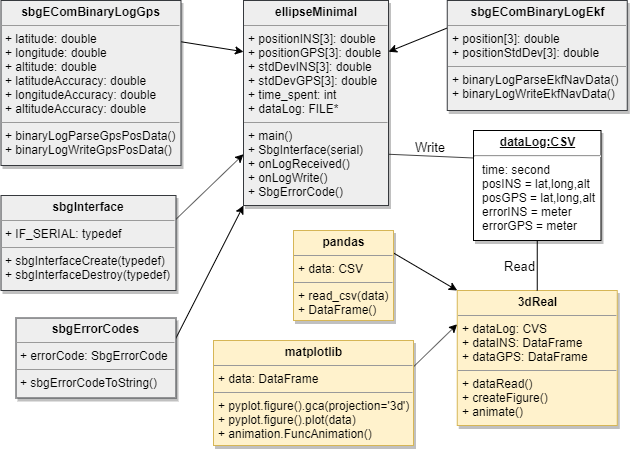 sbgEComBinaryLogGps
+ latitude: double
+ longitude: double
+ altitude: double
+ latitudeAccuracy: double
+ longitudeAccuracy: double
+ altitudeAccuracy: double
+ binaryLogParseGpsPosData()
+ binaryLogWriteGpsPosData()
ellipseMinimal
+ positionINS[3]: double
+ positionGPS[3]: double
+ stdDevINS[3]: double
+ stdDevGPS[3]: double
+ time_spent: int
+ dataLog: FILE*
+ main()
+ SbgInterface(serial)
+ onLogReceived()
+ onLogWrite()
+ SbgErrorCode()
sbgEComBinaryLogEkf
+ position[3]: double
+ positionStdDev[3]: double
+ binaryLogParseEkfNavData()
+ binaryLogWriteEkfNavData()
Write
dataLog:CSV
time: second
posINS = lat,long,alt
posGPS = lat,long,alt
errorINS = meter
errorGPS = meter
Read
sbgInterface
+ IF_SERIAL: typedef
+ sbgInterfaceCreate(typedef)
+ sbgInterfaceDestroy(typedef)
pandas
+ data: CSV
+ read_csv(data)
+ DataFrame()
3dReal
+ dataLog: CVS
+ dataINS: DataFrame
+ dataGPS: DataFrame
+ dataRead()
+ createFigure()
+ animate()
sbgErrorCodes
+ errorCode: SbgErrorCode
+ sbgErrorCodeToString()
matplotlib
+ data: DataFrame
+ pyplot.figure().gca(projection='3d')
+ pyplot.figure().plot(data)
+ animation.FuncAnimation()